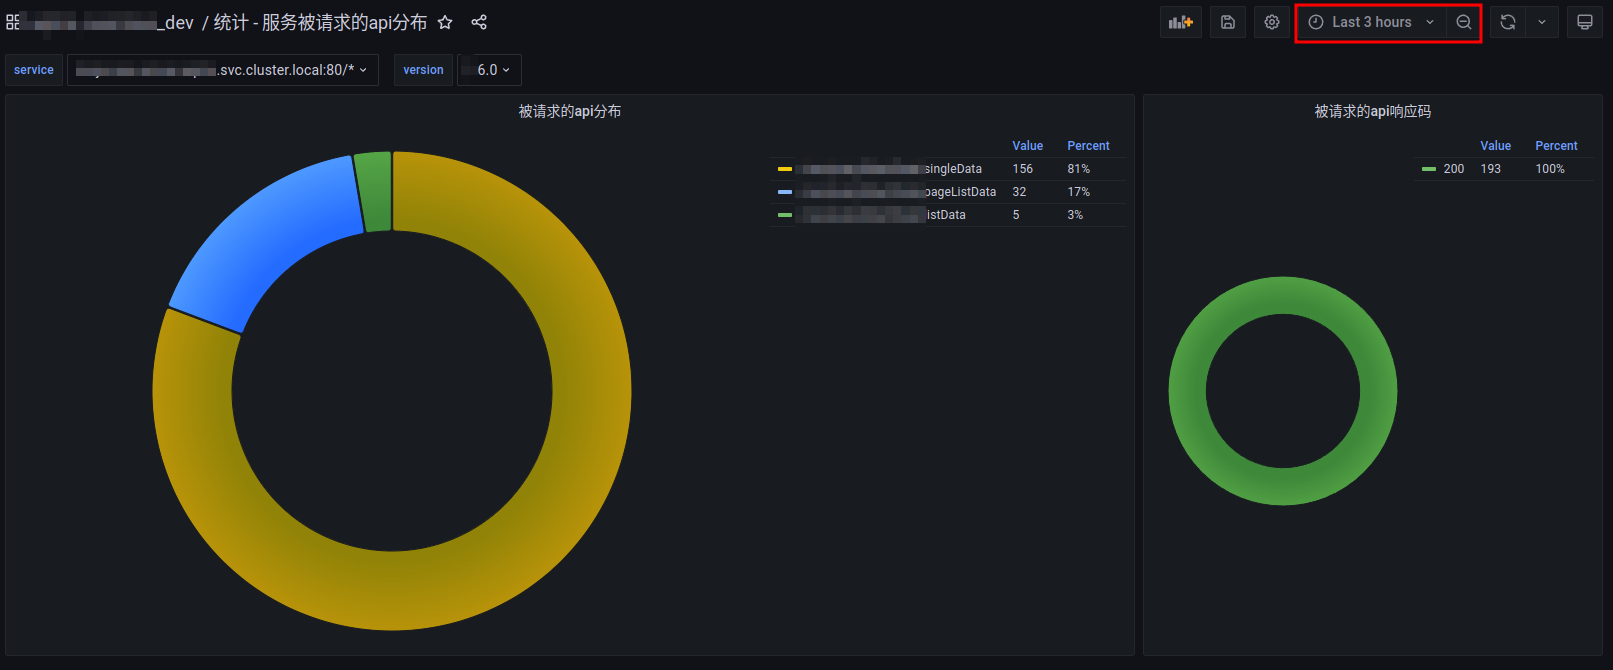 _dev / 统计 - 服务被请求的api分布
Last 3 hours
service
.svc.cluster.local:80/*
version
6.0
被请求的api分布
Value Percent
singleData 156 81%
pageListData 32 17%
istData 5 3%
被请求的api响应码
Value Percent
200 193 100%